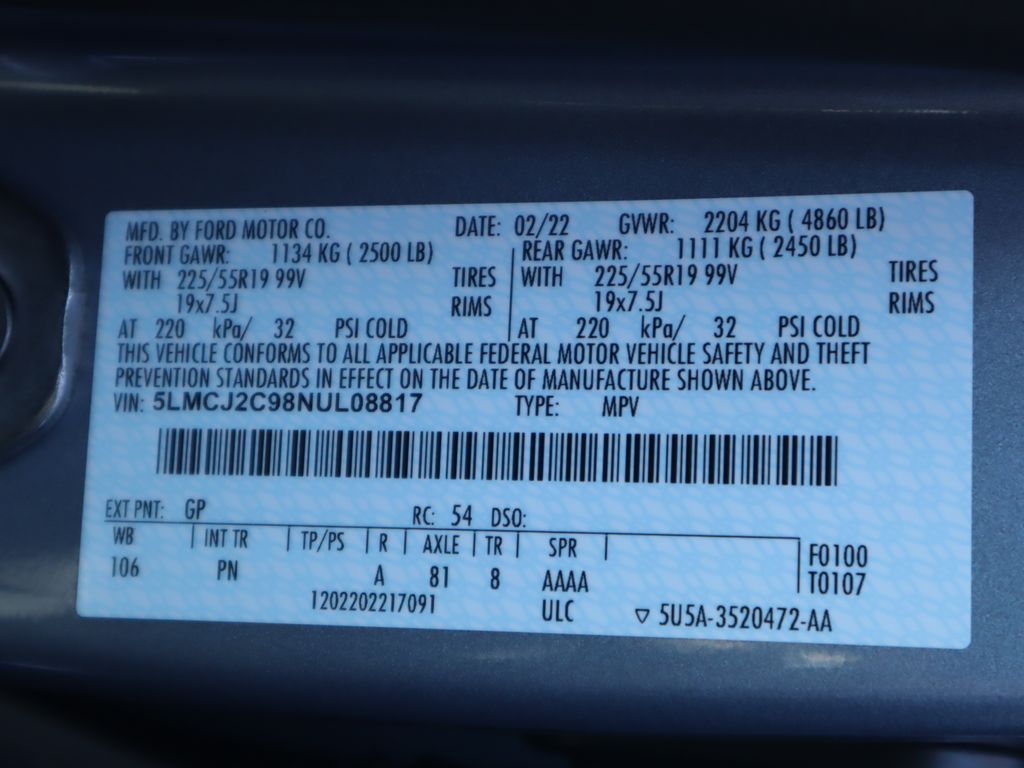 MFD. BY FORD MOTOR CO. DATE: 02/22 GVWR: 2204 KG ( 4860 LB)
FRONT GAWR: 1134 KG ( 2500 LB) REAR GAWR: 1111 KG ( 2450 LB)
WITH 225/55R19 99V TIRES WITH 225/55R19 99V TIRES
19x7.5J RIMS 19x7.5J RIMS
AT 220 kPa/ 32 PSI COLD AT 220 kPa/ 32 PSI COLD
THIS VEHICLE CONFORMS TO ALL APPLICABLE FEDERAL MOTOR VEHICLE SAFETY AND THEFT
PREVENTION STANDARDS IN EFFECT ON THE DATE OF MANUFACTURE SHOWN ABOVE.
VIN: 5LMCJ2C98NUL08817 TYPE: MPV
EXT PNT: GP RC: 54 DSO:
WB INT TR TP/PS R AXLE TR SPR F0100
106 PN A 81 8 AAAA T0107
1202202217091 ULC 5U5A-3520472-AA